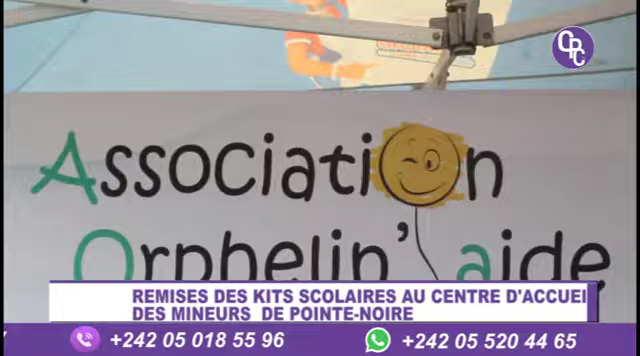 CPC
Association
Orphelin' aide
REMISES DES KITS SCOLAIRES AU CENTRE D'ACCUEI
DES MINEURS DE POINTE-NOIRE
+242 05 018 55 96
+242 05 520 44 65